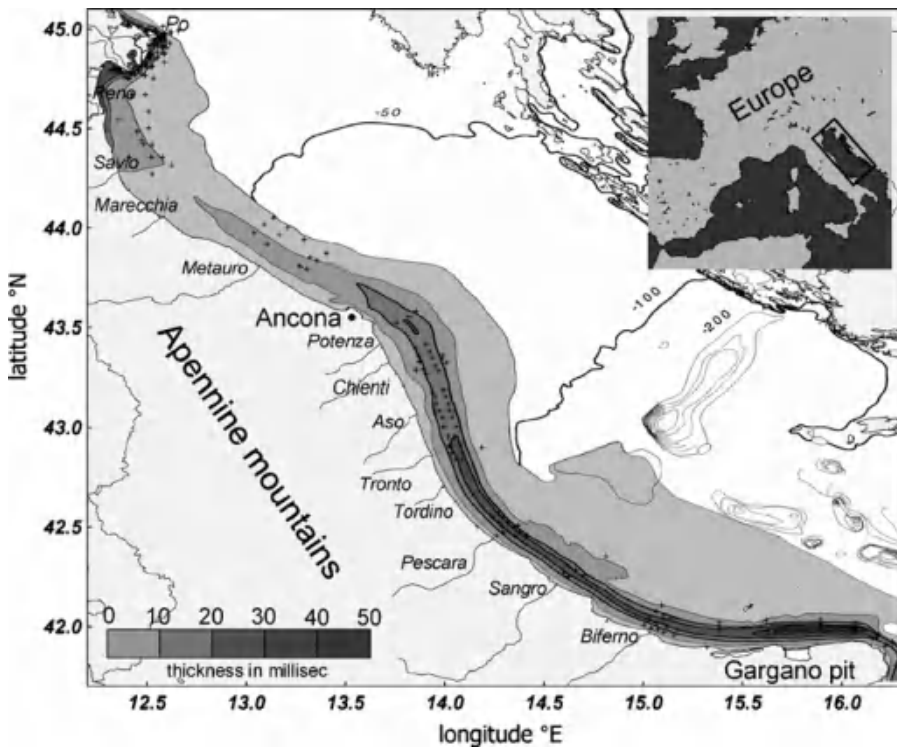 45.0
44.5
44.0
43.5
43.0
42.5
42.0
latitude °N
12.5
13.0
13.5
14.0
14.5
15.0
15.5
16.0
longitude °E
Po
Reno
Savio
Marecchia
Metauro
Ancona
Potenza
Chienti
Aso
Tronto
Tordino
Pescara
Sangro
Biferno
Gargano pit
Apennine mountains
-50
-100
-200
Europe
0 10 20 30 40 50
thickness in millisec